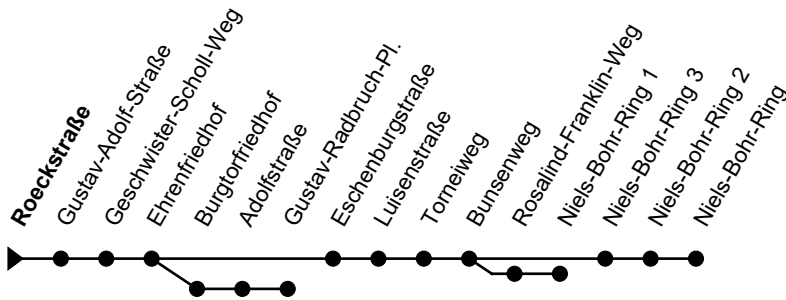 Roeckstraße
Gustav-Adolf-Straße
Geschwister-Scholl-Weg
Ehrenfriedhof
Burgtorfriedhof
Adolfstraße
Gustav-Radbruch-Pl.
Eschenburgstraße
Luisenstraße
Torneiweg
Bunsenweg
Rosalind-Franklin-Weg
Niels-Bohr-Ring 1
Niels-Bohr-Ring 3
Niels-Bohr-Ring 2
Niels-Bohr-Ring